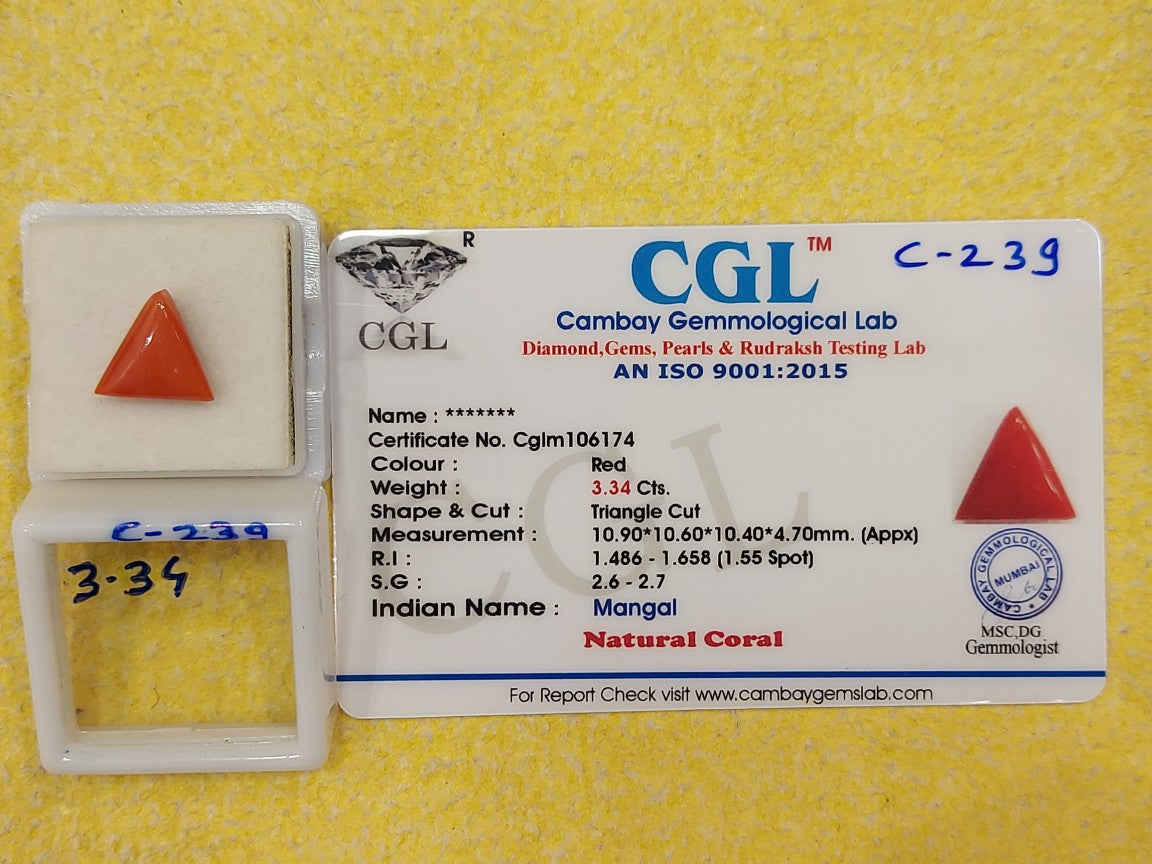 C-239
3.34
R
CGL
CGL™
C-239
Cambay Gemmological Lab
Diamond,Gems, Pearls & Rudraksh Testing Lab
AN ISO 9001:2015
Name : *******
Certificate No. Cglm106174
Colour : Red
Weight : 3.34 Cts.
Shape & Cut : Triangle Cut
Measurement : 10.90*10.60*10.40*4.70mm. (Appx)
R.I : 1.486 - 1.658 (1.55 Spot)
S.G : 2.6 - 2.7
Indian Name : Mangal
Natural Coral
CGL
CAMBAY GEMMOLOGICAL LAB
MUMBAI
MSC,DG
Gemmologist
For Report Check visit www.cambaygemslab.com